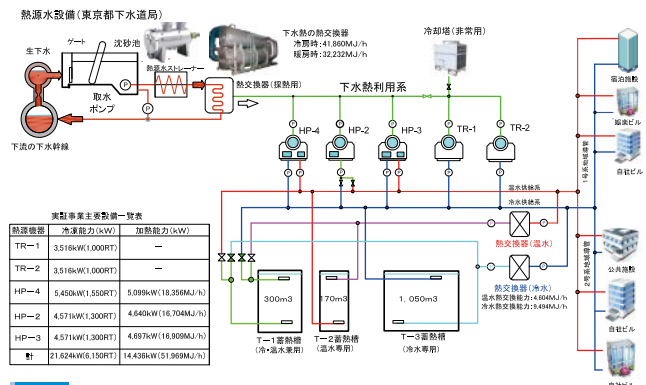 熱源水設備(東京都下水道局)
ゲート
沈砂池
生下水
熱源水ストレーナー
下水熱の熱交換器
冷房時:41,860MJ/h
暖房時:32,232MJ/h
冷却塔(非常用)
取水
ポンプ
熱交換器(採熱用)
下水熱利用系
下流の下水幹線
HP-4
HP-2
HP-3
TR-1
TR-2
宿泊施設
自社ビル
1号系地域導管
温水供給系
冷水供給系
2号系地域導管
熱交換器(温水)
熱交換器(冷水)
温水熱交換能力:4,604MJ/h
冷水熱交換能力:9,494MJ/h
公共施設
自社ビル
自社ビル
実証事業主要設備一覧表
熱源機器 冷凍能力(kW) 加熱能力(kW)
TR-1 3,516kW(1,000RT) -
TR-2 3,516kW(1,000RT) -
HP-4 5,450kW(1,550RT) 5,099kW(18,356MJ/h)
HP-2 4,571kW(1,300RT) 4,640kW(16,704MJ/h)
HP-3 4,571kW(1,300RT) 4,697kW(16,909MJ/h)
計 21,624kW(6,150RT) 14,436kW(51,969MJ/h)
300m3
170m3
1,050m3
T-1蓄熱槽
(冷・温水兼用)
T-2蓄熱槽
(温水専用)
T-3蓄熱槽
(冷水専用)